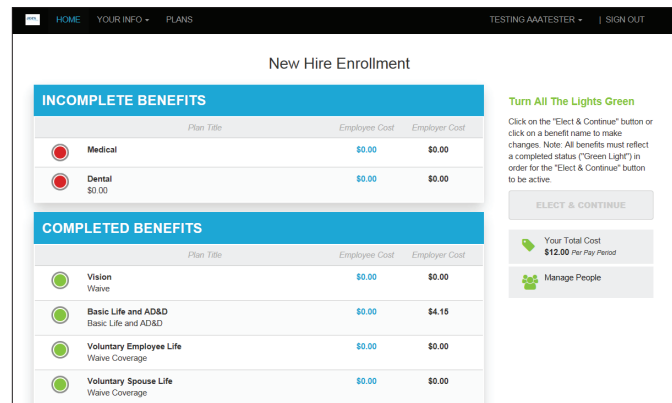 HOME YOUR INFO PLANS TESTING AAATESTER | SIGN OUT
New Hire Enrollment
INCOMPLETE BENEFITS
Plan Title Employee Cost Employer Cost
Medical $0.00 $0.00
Dental $0.00 $0.00
$0.00
COMPLETED BENEFITS
Plan Title Employee Cost Employer Cost
Vision $0.00 $0.00
Waive
Basic Life and AD&D $0.00 $4.15
Basic Life and AD&D
Voluntary Employee Life $0.00 $0.00
Waive Coverage
Voluntary Spouse Life $0.00 $0.00
Waive Coverage
Turn All The Lights Green
Click on the "Elect & Continue" button or
click on a benefit name to make
changes. Note: All benefits must reflect
a completed status ("Green Light") in
order for the "Elect & Continue" button
to be active.
ELECT & CONTINUE
Your Total Cost
$12.00 Per Pay Period
Manage People